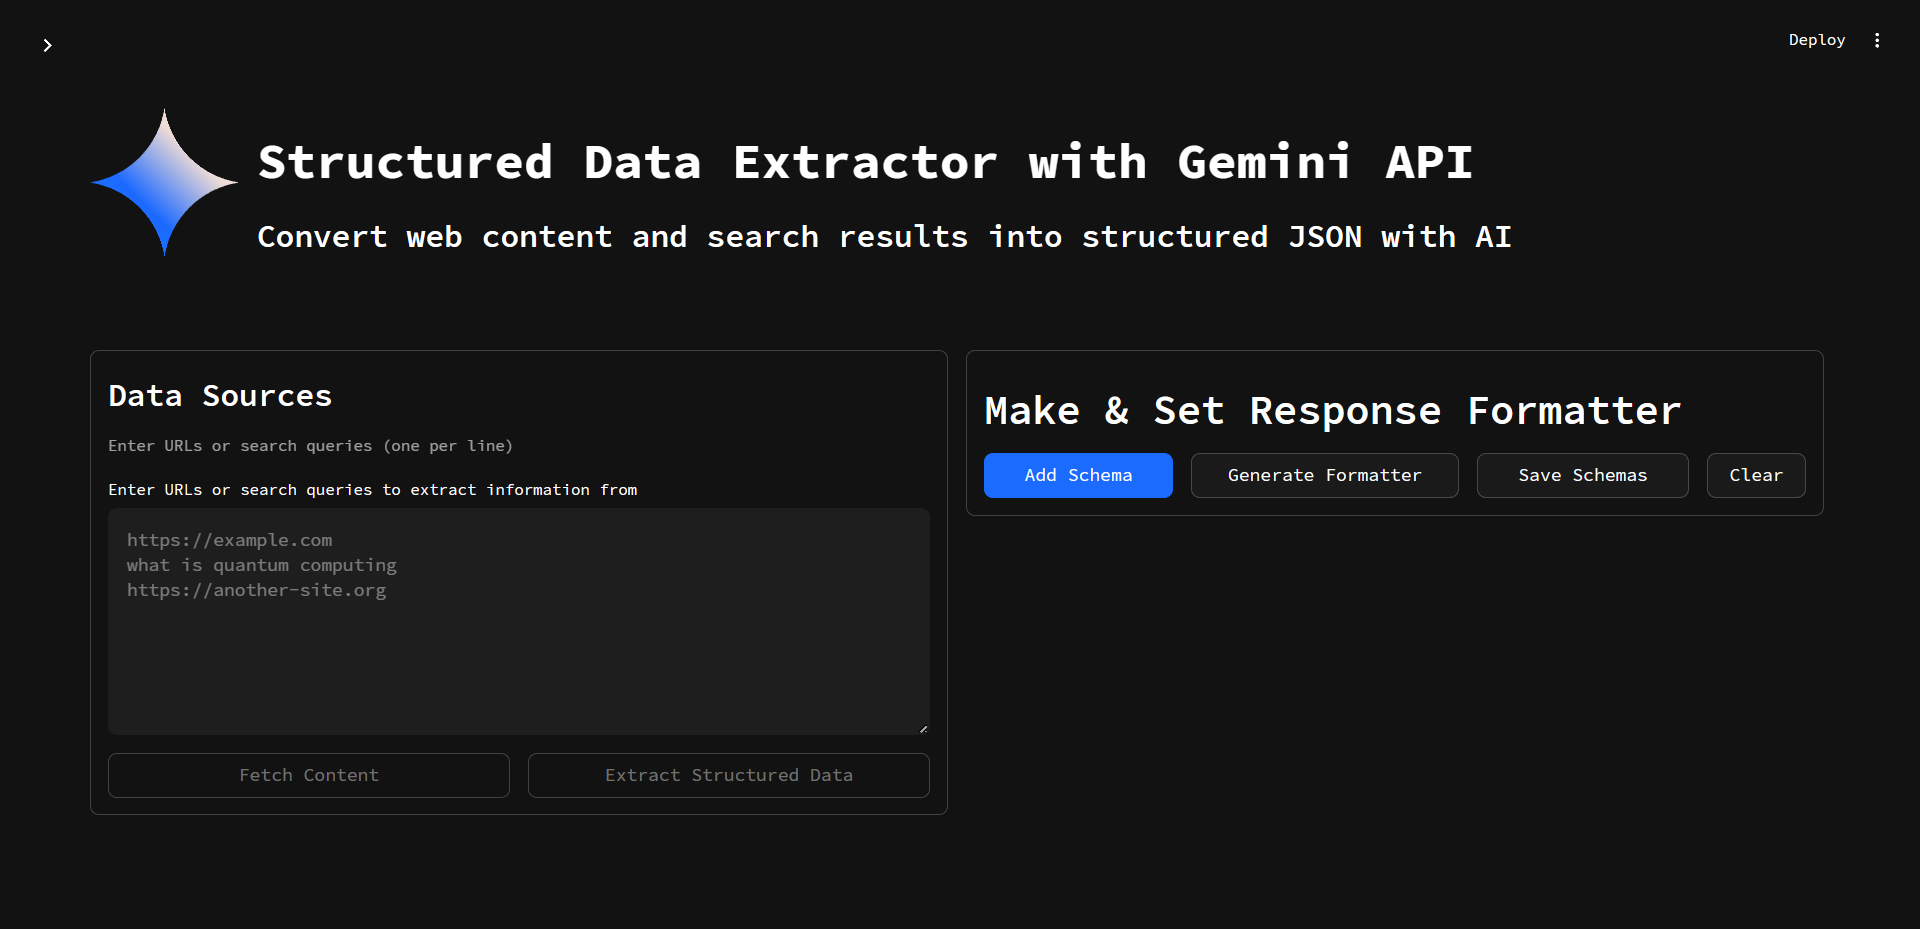 Deploy
Structured Data Extractor with Gemini API
Convert web content and search results into structured JSON with AI
Data Sources
Enter URLs or search queries (one per line)
Enter URLs or search queries to extract information from
https://example.com
what is quantum computing
https://another-site.org
Fetch Content
Extract Structured Data
Make & Set Response Formatter
Add Schema
Generate Formatter
Save Schemas
Clear